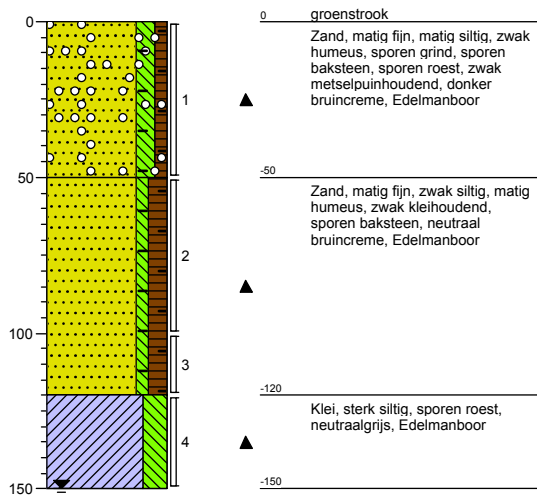 0
0
groenstrook
Zand, matig fijn, matig siltig, zwak
humeus, sporen grind, sporen
baksteen, sporen roest, zwak
metselpuinhoudend, donker
bruincreme, Edelmanboor
1
50
-50
Zand, matig fijn, zwak siltig, matig
humeus, zwak kleihoudend,
sporen baksteen, neutraal
bruincreme, Edelmanboor
2
100
3
-120
Klei, sterk siltig, sporen roest,
neutraalgrijs, Edelmanboor
4
150
-150